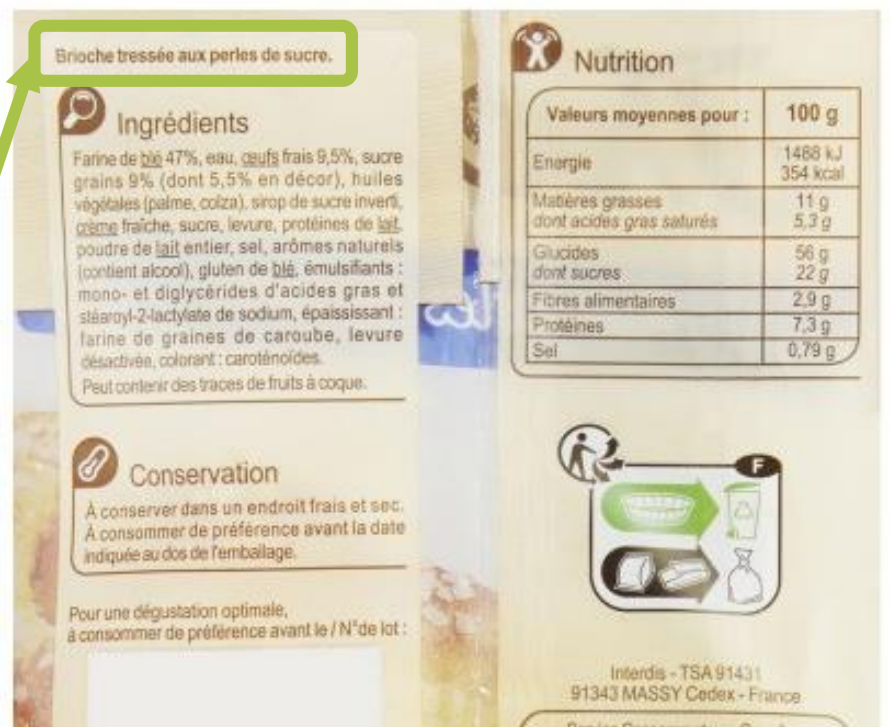 Brioche tressée aux perles de sucre.
Ingrédients
Farine de blé 47%, eau, œufs frais 9,5%, sucre
grains 9% (dont 5,5% en décor), huiles
végétales (palme, colza), sirop de sucre inverti,
crème fraîche, sucre, levure, protéines de lait,
poudre de lait entier, sel, arômes naturels
(contient alcool), gluten de blé, émulsifiants :
mono- et diglycérides d'acides gras et
stéaroyl-2-lactylate de sodium, épaississant :
farine de graines de caroube, levure
désactivée, colorant : caroténoïdes.
Peut contenir des traces de fruits à coque.
Conservation
À conserver dans un endroit frais et sec.
À consommer de préférence avant la date
indiquée au dos de l'emballage.
Pour une dégustation optimale,
à consommer de préférence avant le / N°de lot :
Nutrition
Valeurs moyennes pour : 100 g
Energie 1488 kJ
354 kcal
Matières grasses 11 g
dont acides gras saturés 5,3 g
Glucides 56 g
dont sucres 22 g
Fibres alimentaires 2,9 g
Protéines 7,3 g
Sel 0,79 g
F
Interdis - TSA 91431
91343 MASSY Cedex - France